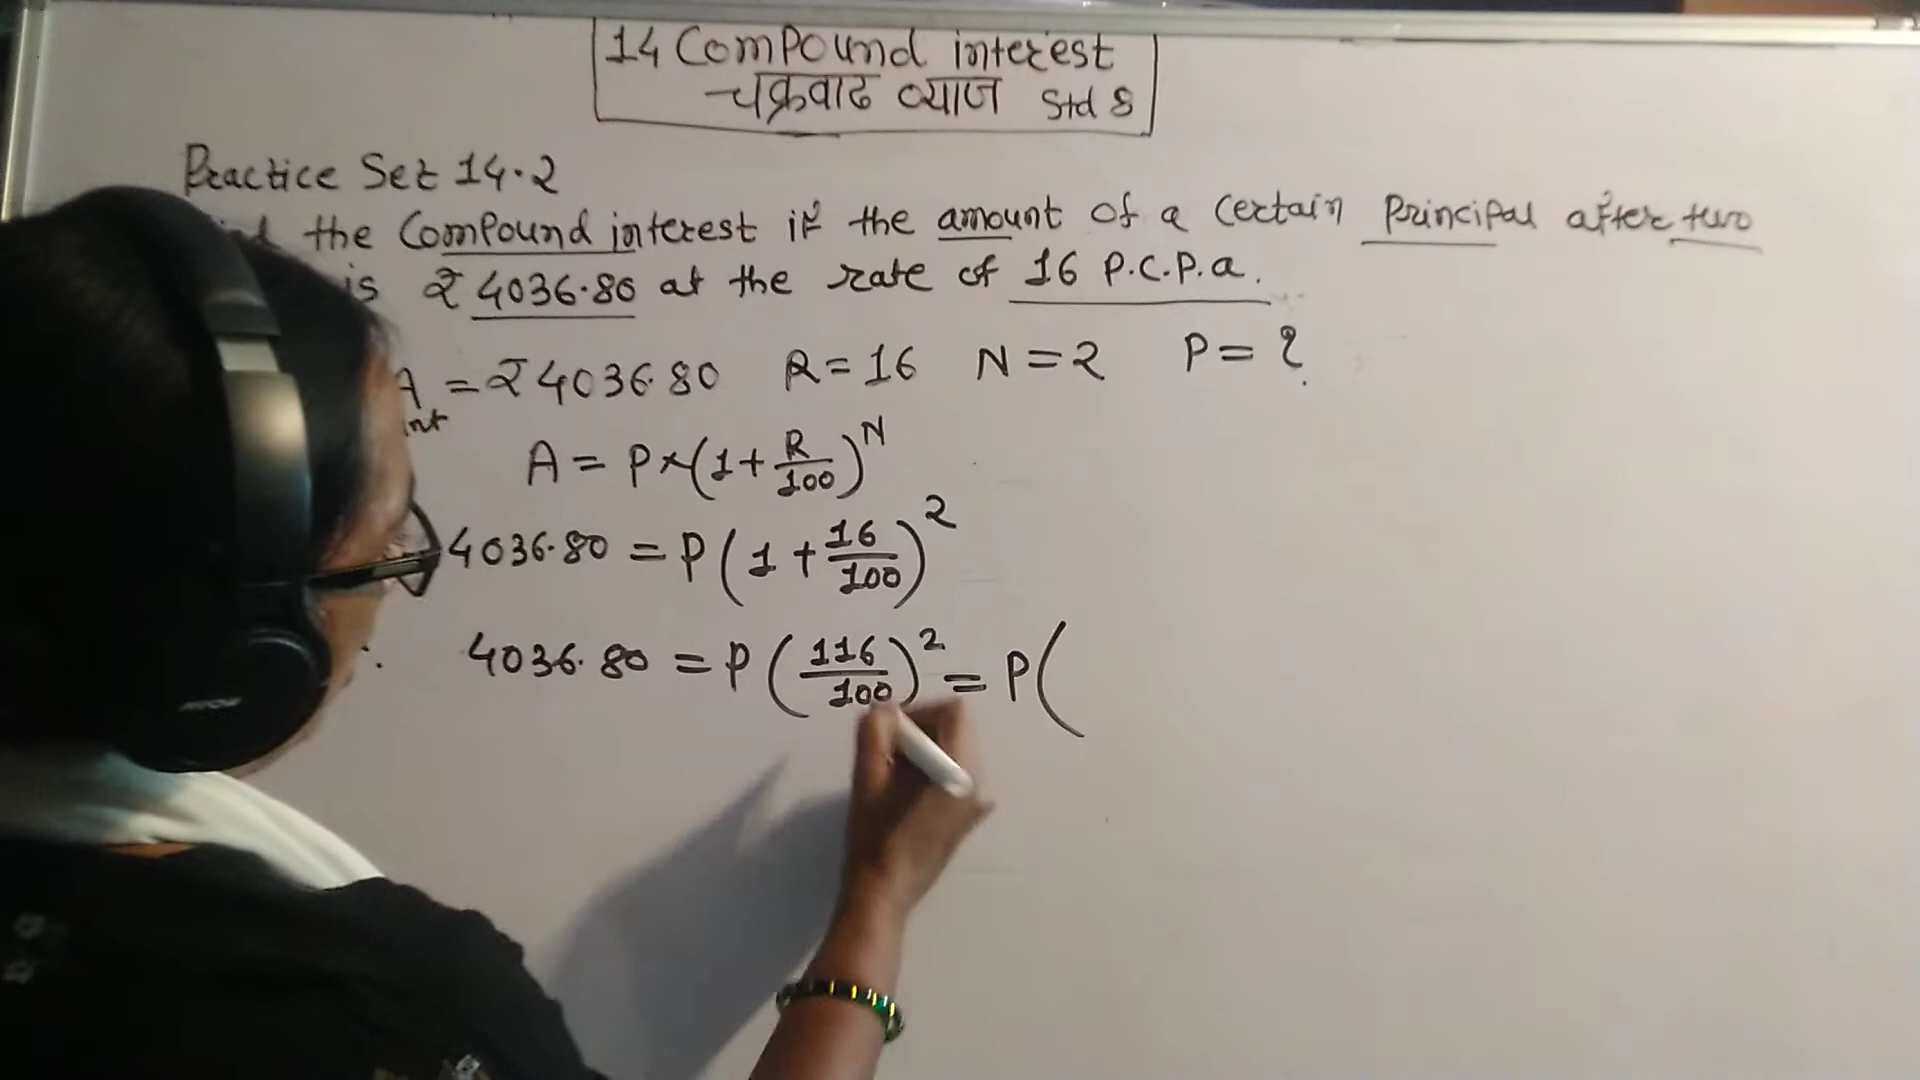 14 Compound interest
चक्रवाढ व्याज Std 8
Practice Set 14.2
the Compound interest if the amount of a certain principal after two
is ₹ 4036.80 at the rate of 16 P.C.P.a.
A = ₹ 4036.80 R = 16 N = 2 P = ?
A = P × (1 + R/100)^N
4036.80 = P (1 + 16/100)^2
∴ 4036.80 = P (116/100)^2 = P (